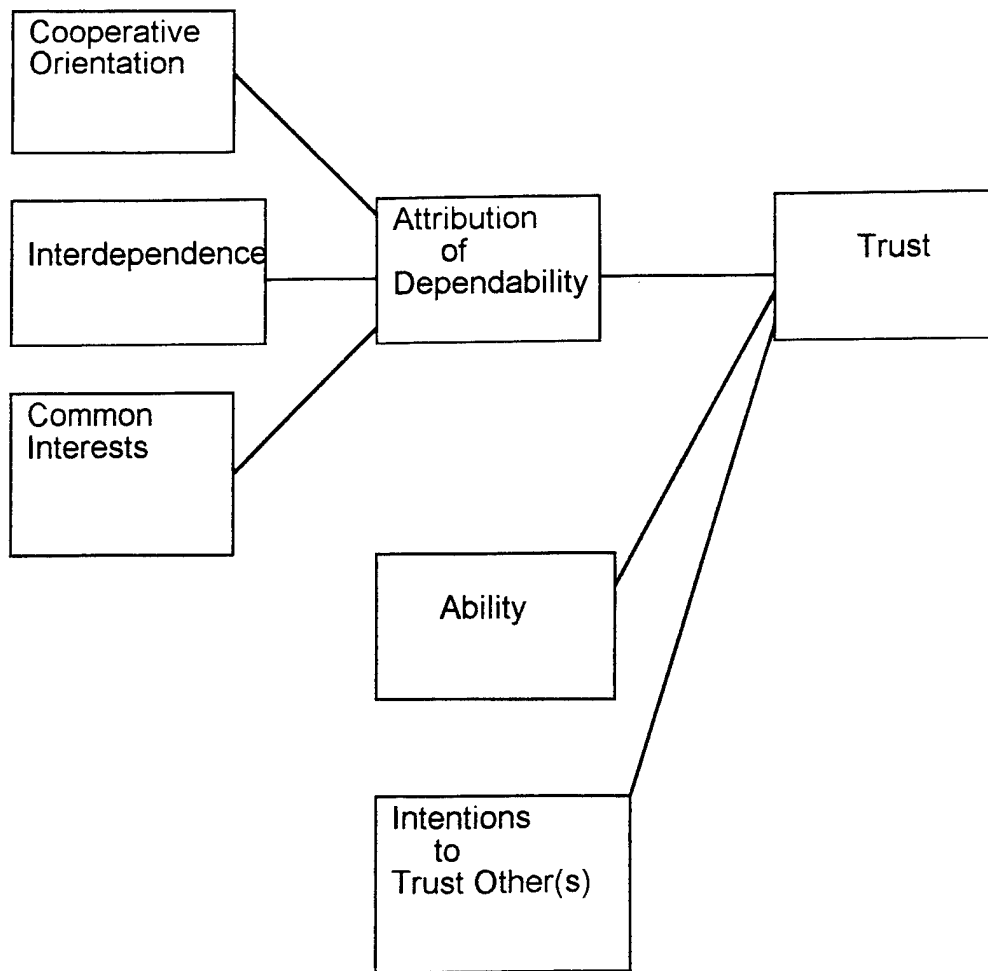 Cooperative
Orientation
Interdependence
Common
Interests
Attribution
of
Dependability
Trust
Ability
Intentions
to
Trust Other(s)